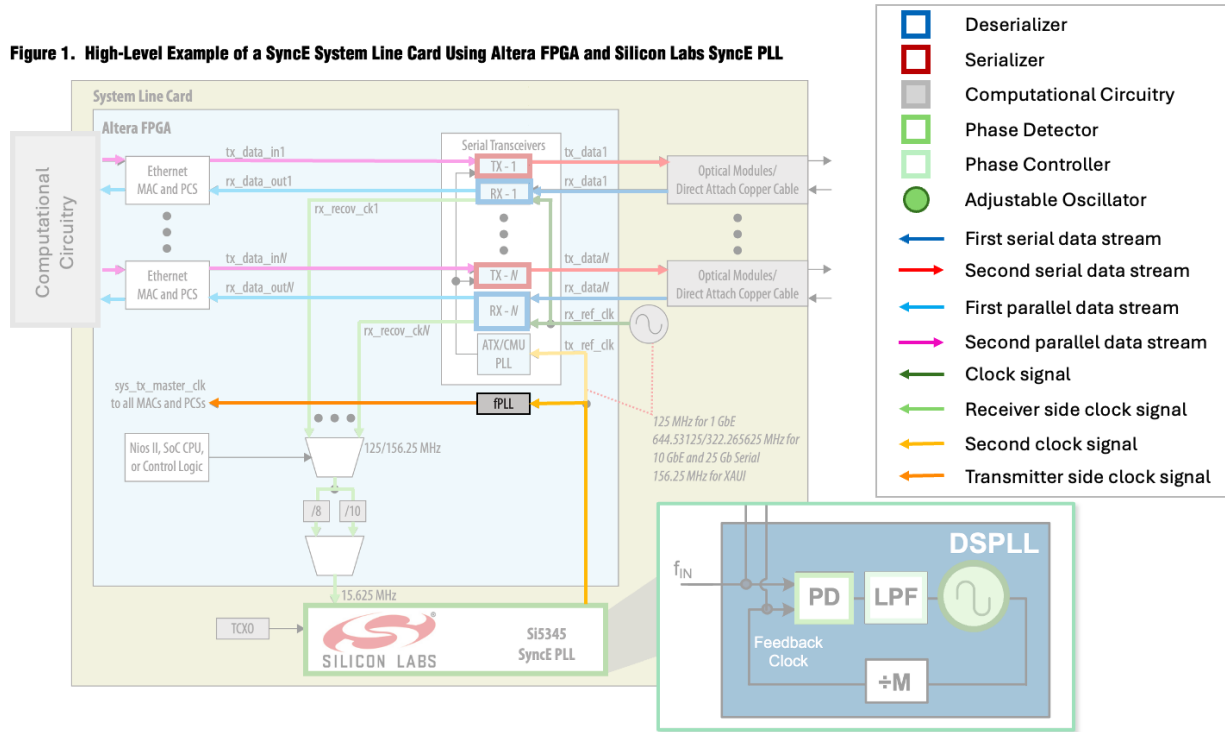 Figure 1. High-Level Example of a SyncE System Line Card Using Altera FPGA and Silicon Labs SyncE PLL
System Line Card
Altera FPGA
Computational
Circuitry
Ethernet
MAC and PCS
tx_data_in1
rx_data_out1
rx_recov_ck1
Serial Transceivers
TX - 1
RX - 1
tx_data1
rx_data1
Optical Modules/
Direct Attach Copper Cable
Ethernet
MAC and PCS
tx_data_inN
rx_data_outN
rx_recov_ckN
TX - N
RX - N
ATX/CMU
PLL
tx_dataN
rx_dataN
rx_ref_clk
tx_ref_clk
Optical Modules/
Direct Attach Copper Cable
sys_tx_master_clk
to all MACs and PCSs
fPLL
125 MHz for 1 GbE
644.53125/322.265625 MHz for
10 GbE and 25 Gb Serial
156.25 MHz for XAUI
Nios II, SoC CPU,
or Control Logic
125/156.25 MHz
/8
/10
15.625 MHz
TCXO
SILICON LABS
Si5345
SyncE PLL
DSPLL
fIN
PD
LPF
Feedback
Clock
÷M
Deserializer
Serializer
Computational Circuitry
Phase Detector
Phase Controller
Adjustable Oscillator
First serial data stream
Second serial data stream
First parallel data stream
Second parallel data stream
Clock signal
Receiver side clock signal
Second clock signal
Transmitter side clock signal